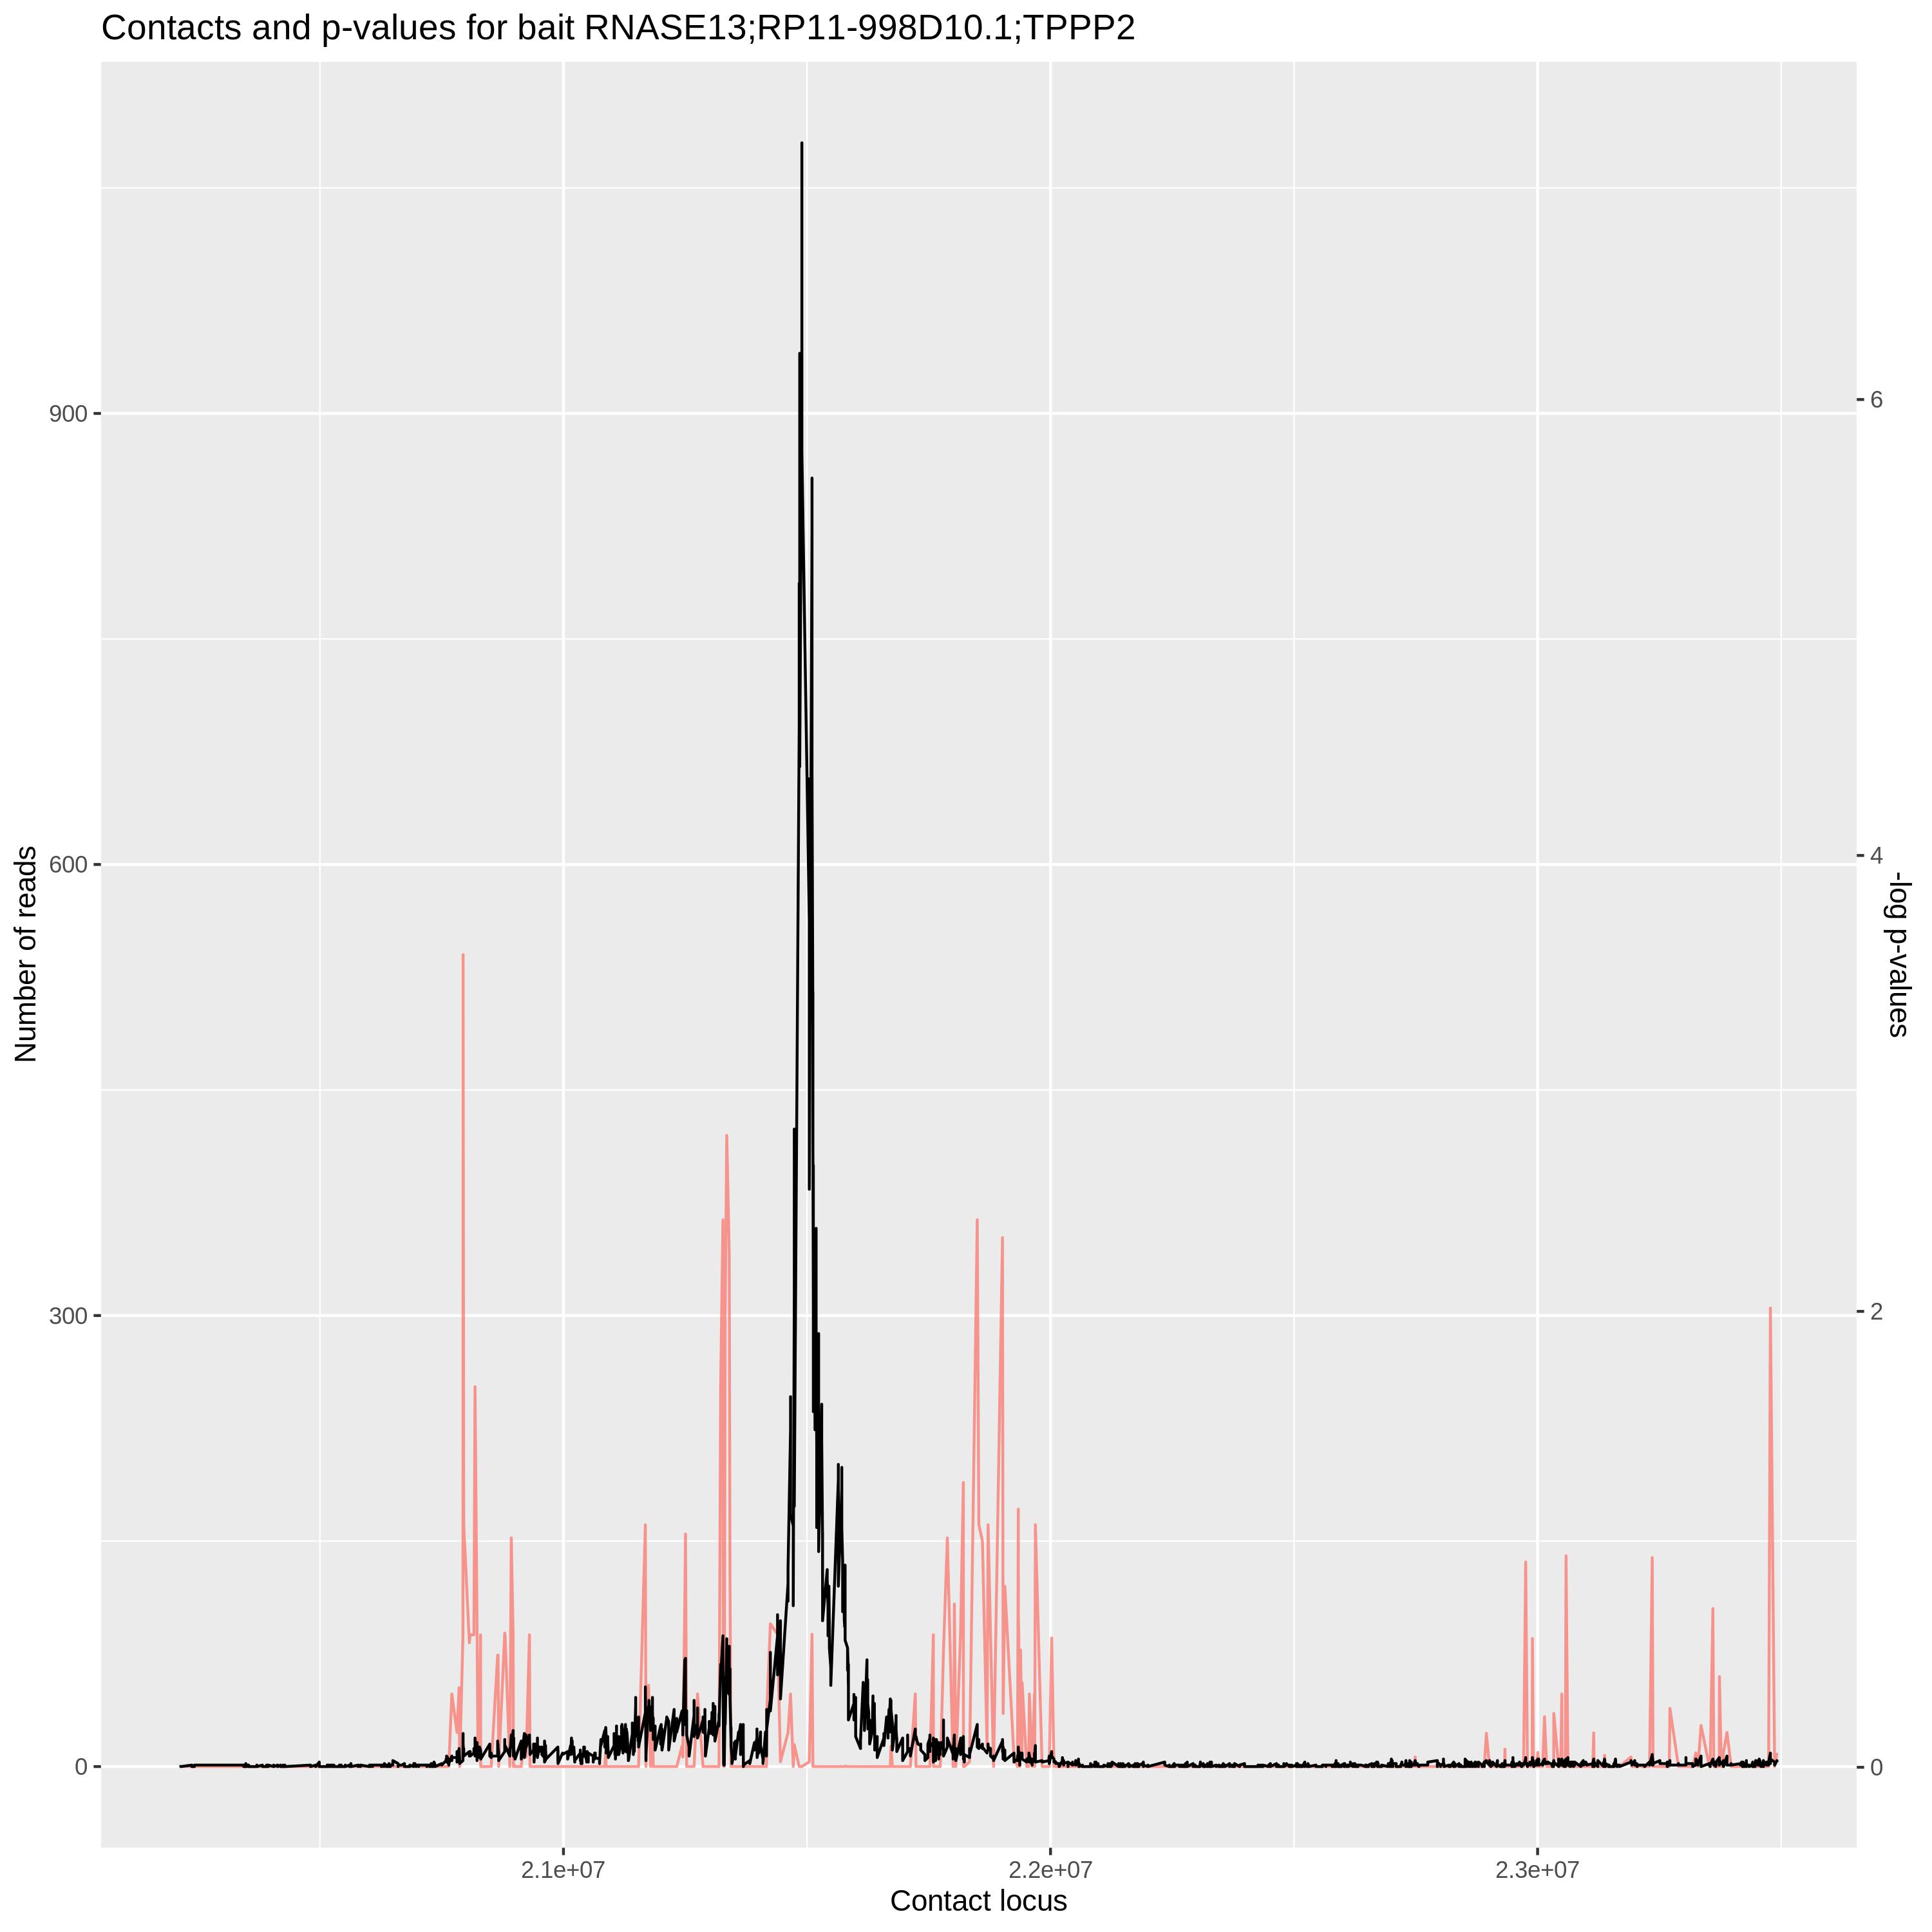 Contacts and p-values for bait RNASE13;RP11-998D10.1;TPPP2
900
600
300
0
Number of reads
6
4
2
0
-log p-values
2.1e+07
2.2e+07
2.3e+07
Contact locus